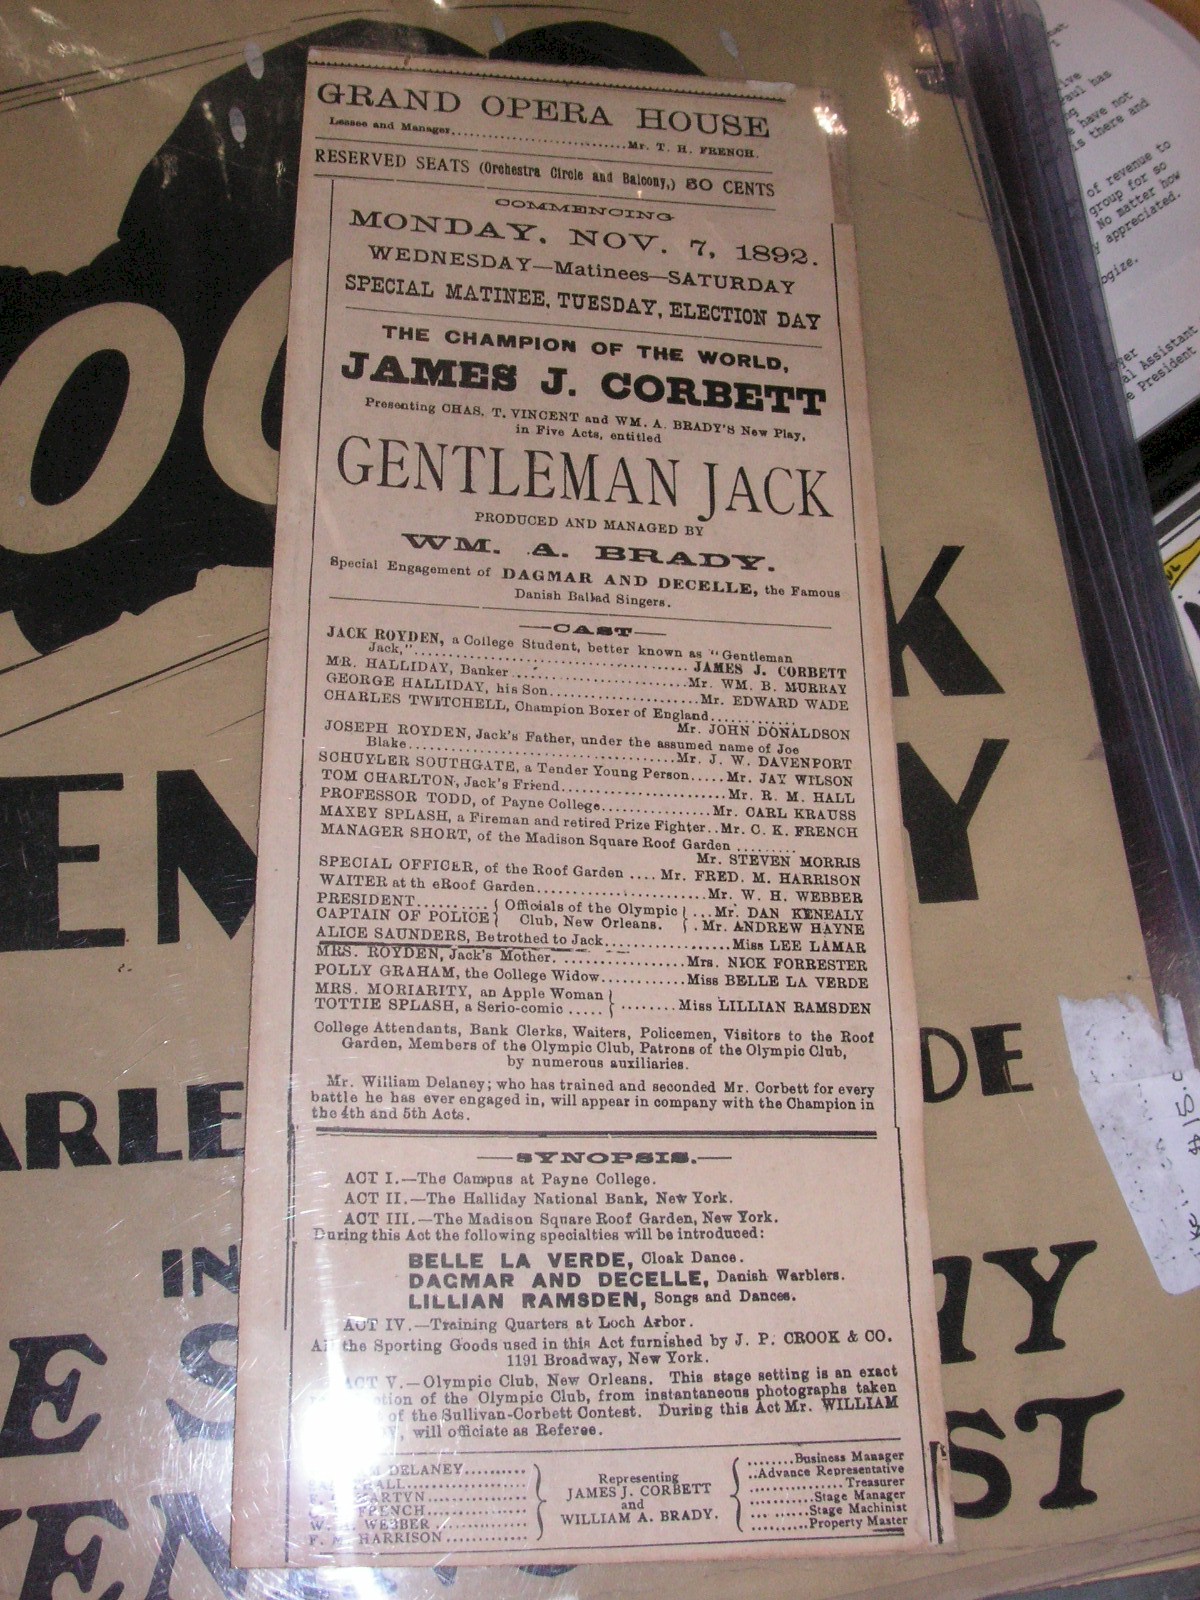 GRAND OPERA HOUSE
Lessee and Manager..............................Mr. T. H. FRENCH.
RESERVED SEATS (Orchestra Circle and Balcony,) 50 CENTS
COMMENCING
MONDAY, NOV. 7, 1892.
WEDNESDAY—Matinees—SATURDAY
SPECIAL MATINEE, TUESDAY, ELECTION DAY
THE CHAMPION OF THE WORLD,
JAMES J. CORBETT
Presenting CHAS. T. VINCENT and WM. A. BRADY'S New Play,
in Five Acts, entitled
GENTLEMAN JACK
PRODUCED AND MANAGED BY
WM. A. BRADY.
Special Engagement of DAGMAR AND DECELLE, the Famous
Danish Ballad Singers.
—CAST—
JACK ROYDEN, a College Student, better known as "Gentleman
Jack,"........................................ JAMES J. CORBETT
MR. HALLIDAY, Banker..........................Mr. WM. B. MURRAY
GEORGE HALLIDAY, his Son......................Mr. EDWARD WADE
CHARLES TWITCHELL, Champion Boxer of England............
Mr. JOHN DONALDSON
JOSEPH ROYDEN, Jack's Father, under the assumed name of Joe
Blake.......................................Mr. J. W. DAVENPORT
SCHUYLER SOUTHGATE, a Tender Young Person.....Mr. JAY WILSON
TOM CHARLTON, Jack's Friend.........................Mr. R. M. HALL
PROFESSOR TODD, of Payne College................Mr. CARL KRAUSS
MAXEY SPLASH, a Fireman and retired Prize Fighter..Mr. C. K. FRENCH
MANAGER SHORT, of the Madison Square Roof Garden .........
Mr. STEVEN MORRIS
SPECIAL OFFICER, of the Roof Garden .... Mr. FRED. M. HARRISON
WAITER at th eRoof Garden.........................Mr. W. H. WEBBER
PRESIDENT.......... { Officials of the Olympic } ...Mr. DAN KENEALY
CAPTAIN OF POLICE { Club, New Orleans. { .Mr. ANDREW HAYNE
ALICE SAUNDERS, Betrothed to Jack..................Miss LEE LAMAR
MRS. ROYDEN, Jack's Mother. ..................Mrs. NICK FORRESTER
POLLY GRAHAM, the College Widow............Miss BELLE LA VERDE
MRS. MORIARITY, an Apple Woman }
TOTTIE SPLASH, a Serio-comic ..... } ........Miss LILLIAN RAMSDEN
College Attendants, Bank Clerks, Waiters, Policemen, Visitors to the Roof
Garden, Members of the Olympic Club, Patrons of the Olympic Club,
by numerous auxiliaries.
Mr. William Delaney; who has trained and seconded Mr. Corbett for every
battle he has ever engaged in, will appear in company with the Champion in
the 4th and 5th Acts.
—SYNOPSIS.—
ACT I.—The Campus at Payne College.
ACT II.—The Halliday National Bank, New York.
ACT III.—The Madison Square Roof Garden, New York.
During this Act the following specialties will be introduced:
BELLE LA VERDE, Cloak Dance.
DAGMAR AND DECELLE, Danish Warblers.
LILLIAN RAMSDEN, Songs and Dances.
ACT IV.—Training Quarters at Loch Arbor.
All the Sporting Goods used in this Act furnished by J. P. CROOK & CO.
1191 Broadway, New York.
ACT V.—Olympic Club, New Orleans. This stage setting is an exact
of the Olympic Club, from instantaneous photographs taken
of the Sullivan-Corbett Contest. During this Act Mr. WILLIAM
will officiate as Referee.
DELANEY.......... Business Manager
Advance Representative
Representing Treasurer
JAMES J. CORBETT
FRENCH.......... and Stage Manager
W. WEBBER .......... WILLIAM A. BRADY. Stage Machinist
F. M. HARRISON.......... Property Master
have not
is there and
of revenue to
group for so
No matter how
appreciated.
al Assistant
President